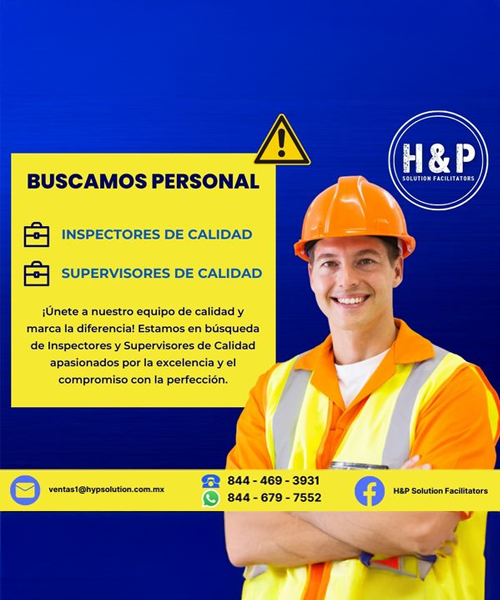 H&P
SOLUTION FACILITATORS
BUSCAMOS PERSONAL
INSPECTORES DE CALIDAD
SUPERVISORES DE CALIDAD
¡Únete a nuestro equipo de calidad y
marca la diferencia! Estamos en búsqueda
de Inspectores y Supervisores de Calidad
apasionados por la excelencia y el
compromiso con la perfección.
ventas1@hypsolution.com.mx
844 - 469 - 3931
844 - 679 - 7552
H&P Solution Facilitators